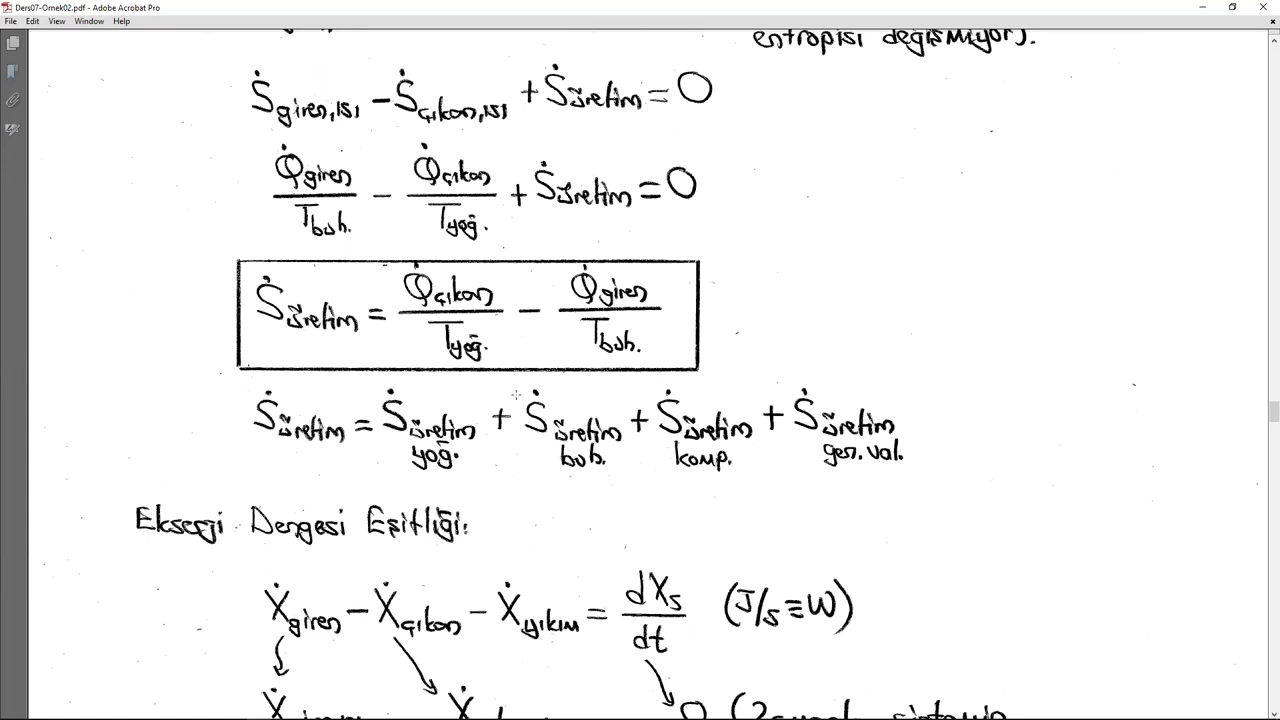 Ders07-Ornek02.pdf - Adobe Acrobat Pro
File Edit View Window Help
entropisi değişmiyor).
Ṡgiren,ısı − Ṡçıkan,ısı + Ṡüretim = 0
Q̇giren/Tbuh. − Q̇çıkan/Tyoğ. + Ṡüretim = 0
Ṡüretim = Q̇çıkan/Tyoğ. − Q̇giren/Tbuh.
Ṡüretim = Ṡüretim yoğ. + Ṡüretim buh. + Ṡüretim komp. + Ṡüretim gen.val.
Ekserji Dengesi Eşitliği:
Ẋgiren − Ẋçıkan − Ẋyıkım = dXs/dt (J/s ≡ W)